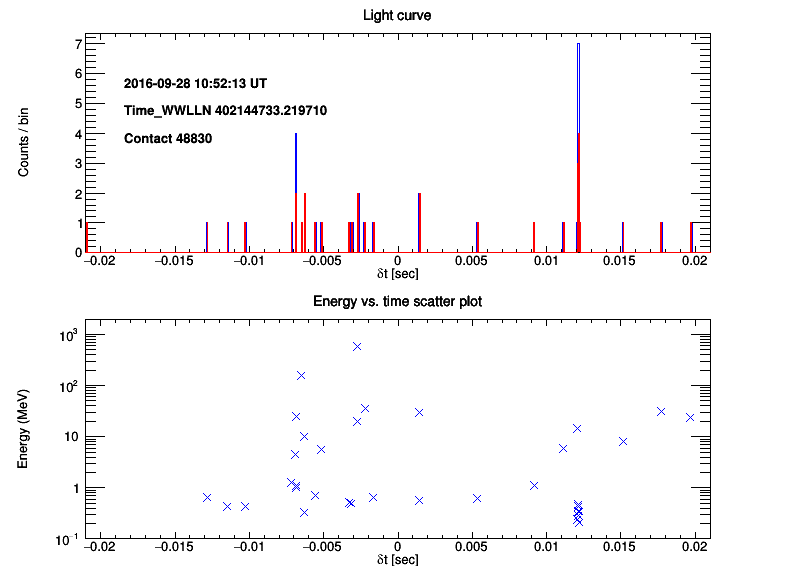 Light curve
Counts / bin
7
6
5
4
3
2
1
0
2016-09-28 10:52:13 UT
Time_WWLLN 402144733.219710
Contact 48830
−0.02 −0.015 −0.01 −0.005 0 0.005 0.01 0.015 0.02
δt [sec]
Energy vs. time scatter plot
Energy (MeV)
10³
10²
10
1
10⁻¹
−0.02 −0.015 −0.01 −0.005 0 0.005 0.01 0.015 0.02
δt [sec]